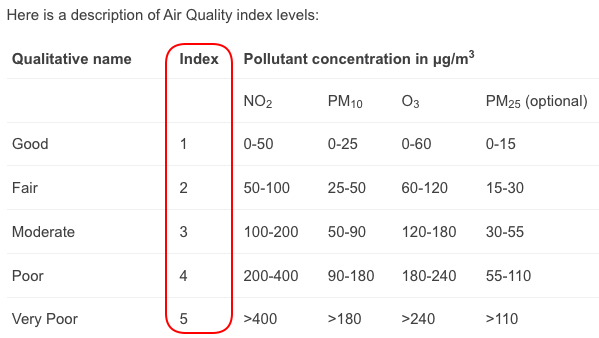 Here is a description of Air Quality index levels:
Qualitative name Index Pollutant concentration in μg/m³
NO₂ PM₁₀ O₃ PM₂₅ (optional)
Good 1 0-50 0-25 0-60 0-15
Fair 2 50-100 25-50 60-120 15-30
Moderate 3 100-200 50-90 120-180 30-55
Poor 4 200-400 90-180 180-240 55-110
Very Poor 5 >400 >180 >240 >110